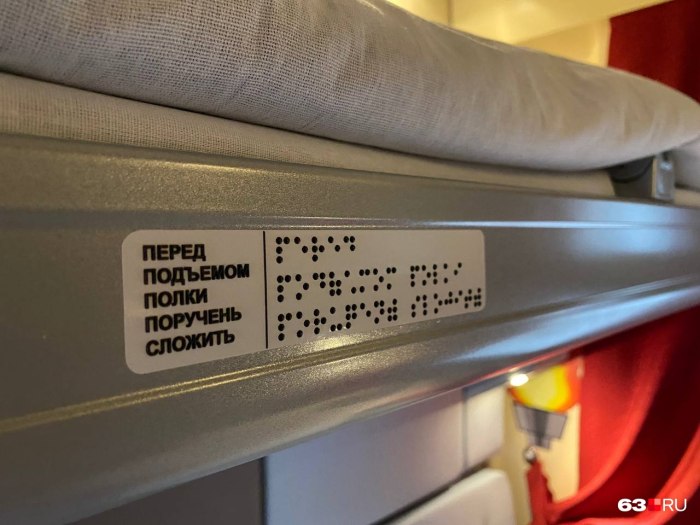 ПЕРЕД
ПОДЪЕМОМ
ПОЛКИ
ПОРУЧЕНЬ
СЛОЖИТЬ
63.RU